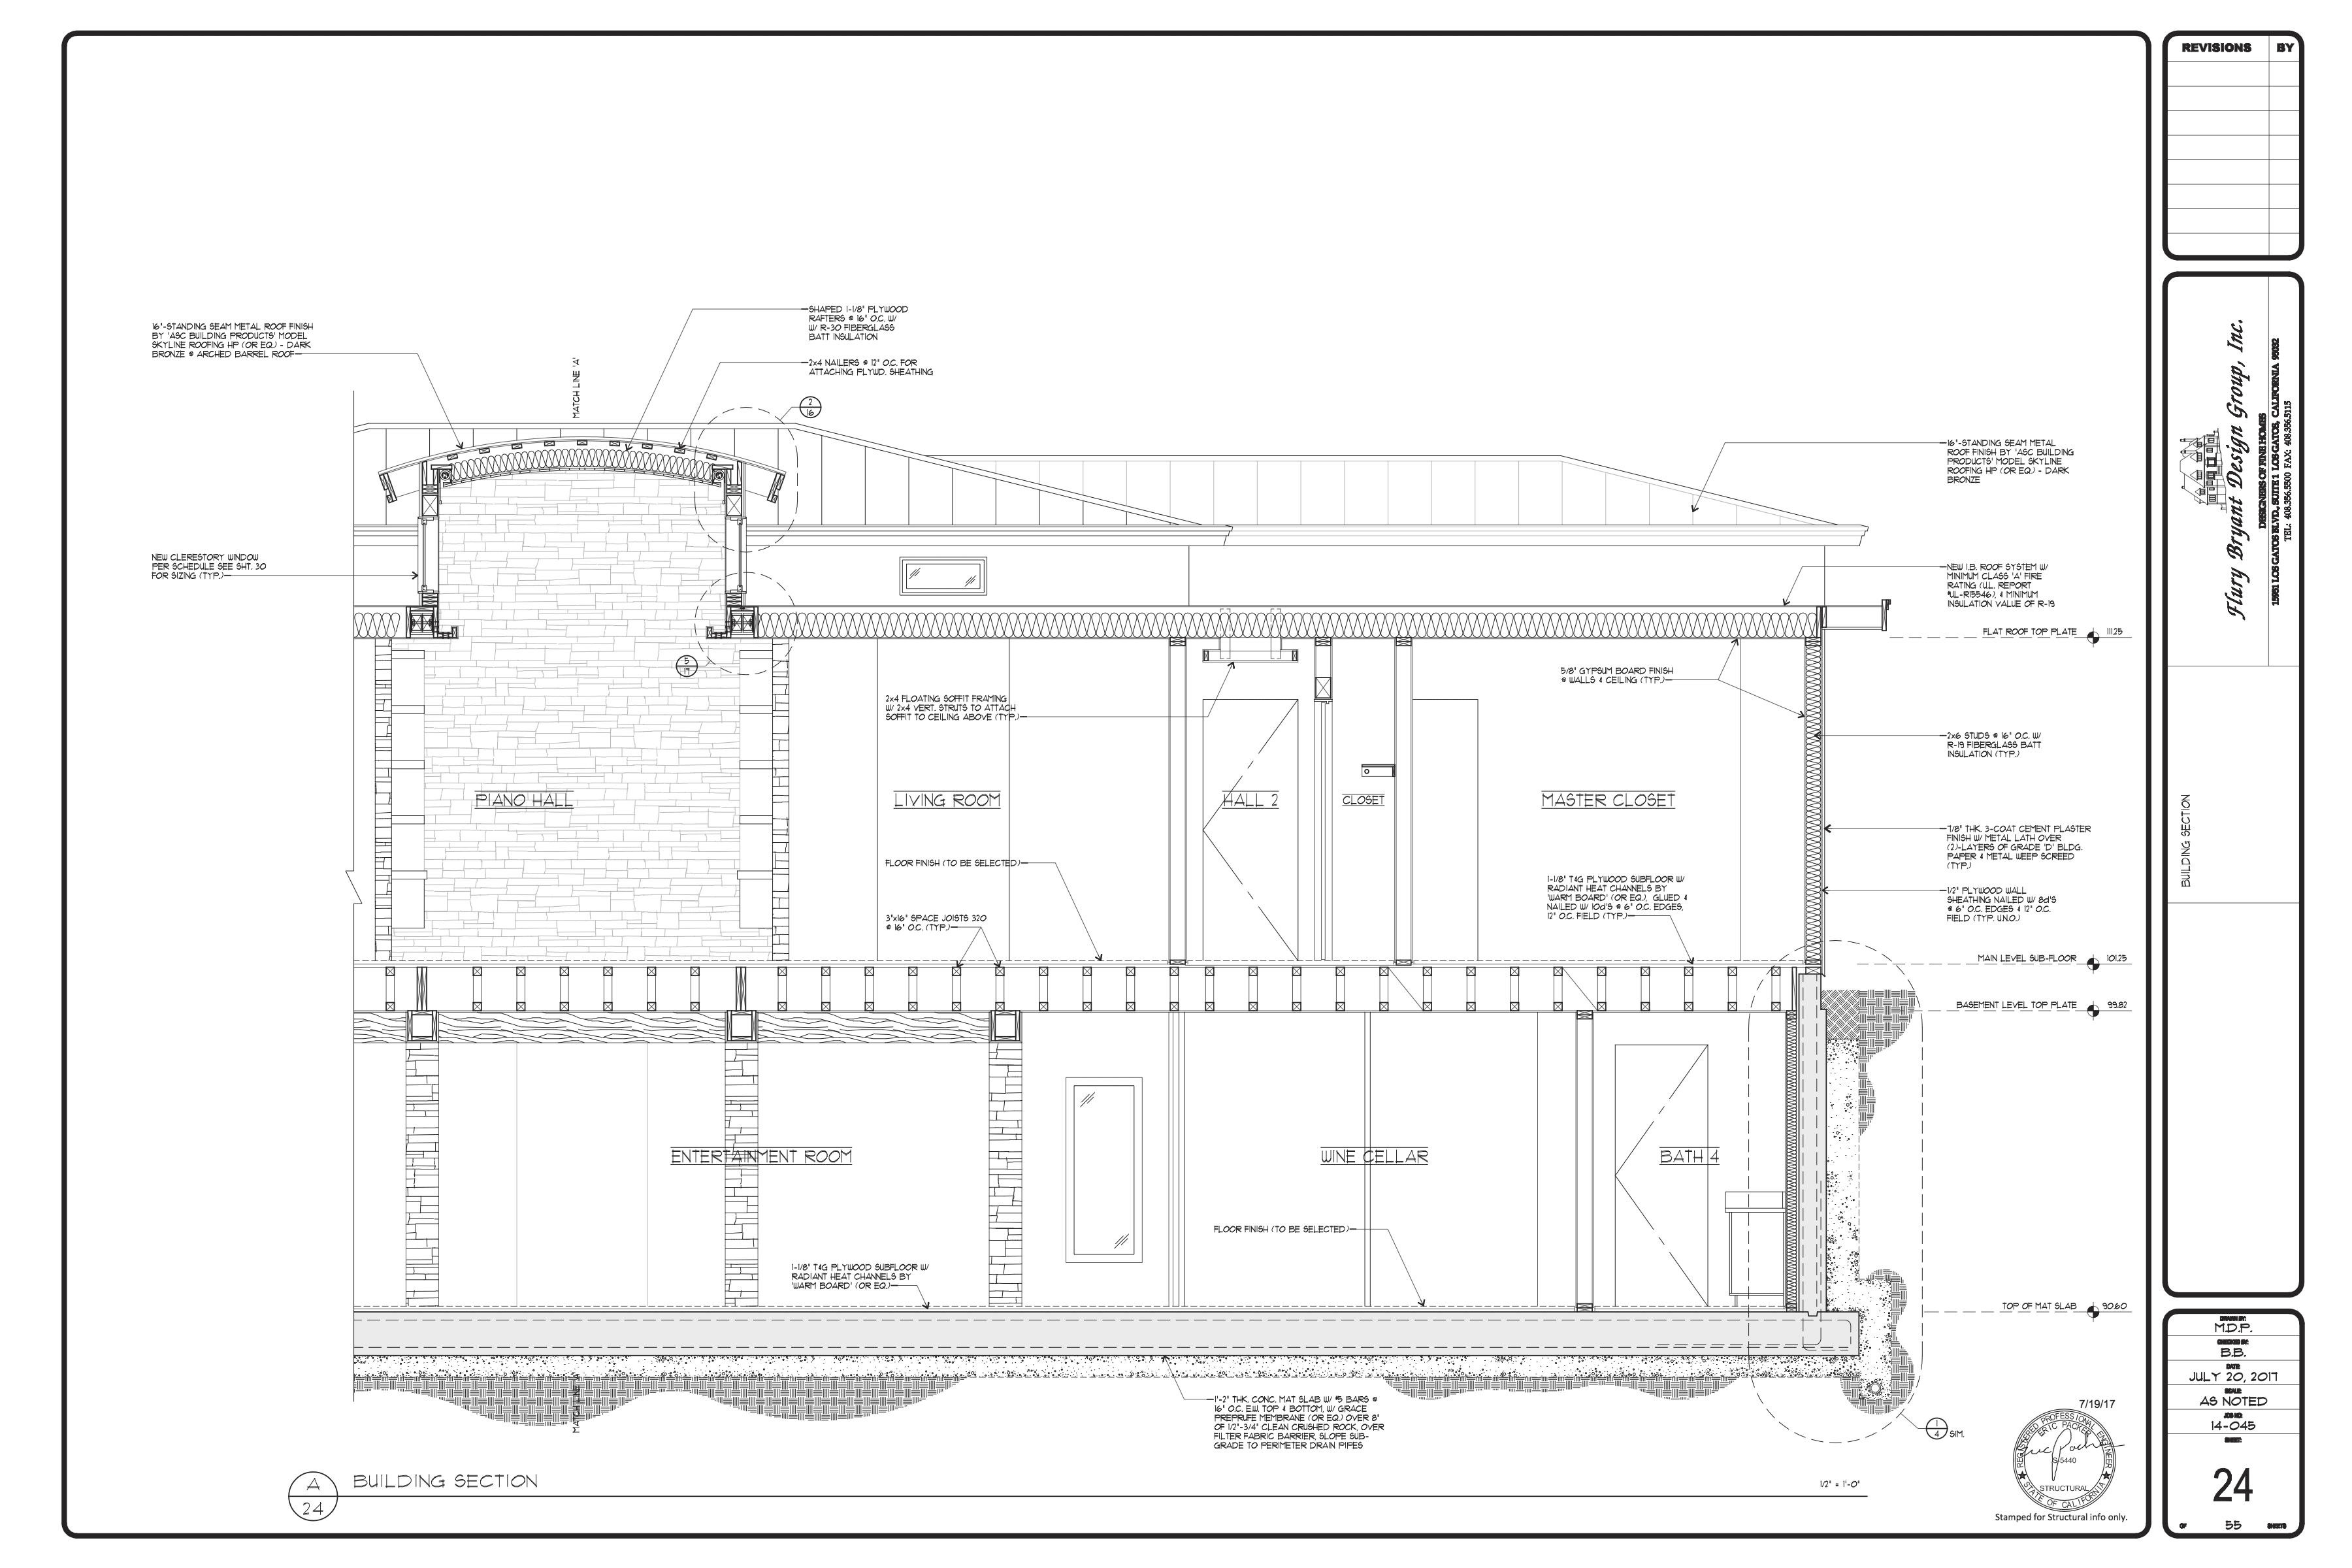 REVISIONS BY
16"-STANDING SEAM METAL ROOF FINISH
BY 'ASC BUILDING PRODUCTS' MODEL
SKYLINE ROOFING HP (OR EQ.) - DARK
BRONZE @ ARCHED BARREL ROOF
MATCH LINE 'A'
SHAPED 1-1/8" PLYWOOD
RAFTERS @ 16" O.C. W/
W/ R-30 FIBERGLASS
BATT INSULATION
2x4 NAILERS @ 12" O.C. FOR
ATTACHING PLYWD. SHEATHING
2
16
16"-STANDING SEAM METAL
ROOF FINISH BY 'ASC BUILDING
PRODUCTS' MODEL SKYLINE
ROOFING HP (OR EQ.) - DARK
BRONZE
NEW CLERESTORY WINDOW
PER SCHEDULE SEE SHT. 30
FOR SIZING (TYP.)
NEW I.B. ROOF SYSTEM W/
MINIMUM CLASS 'A' FIRE
RATING (U.L. REPORT
#UL-R15546), & MINIMUM
INSULATION VALUE OF R-19
FLAT ROOF TOP PLATE 111.25
5
17
5/8" GYPSUM BOARD FINISH
@ WALLS & CEILING (TYP.)
2x4 FLOATING SOFFIT FRAMING
W/ 2x4 VERT. STRUTS TO ATTACH
SOFFIT TO CEILING ABOVE (TYP.)
2x6 STUDS @ 16" O.C. W/
R-19 FIBERGLASS BATT
INSULATION (TYP.)
PIANO HALL
LIVING ROOM
HALL 2
CLOSET
MASTER CLOSET
7/8" THK. 3-COAT CEMENT PLASTER
FINISH W/ METAL LATH OVER
(2)-LAYERS OF GRADE 'D' BLDG.
PAPER & METAL WEEP SCREED
(TYP.)
FLOOR FINISH (TO BE SELECTED)
1-1/8" T&G PLYWOOD SUBFLOOR W/
RADIANT HEAT CHANNELS BY
'WARM BOARD' (OR EQ.), GLUED &
NAILED W/ 10d'S @ 6" O.C. EDGES,
12" O.C. FIELD (TYP.)
1/2" PLYWOOD WALL
SHEATHING NAILED W/ 8d'S
@ 6" O.C. EDGES & 12" O.C.
FIELD (TYP. U.N.O.)
3"x16" SPACE JOISTS 320
@ 16" O.C. (TYP.)
MAIN LEVEL SUB-FLOOR 101.25
BASEMENT LEVEL TOP PLATE 99.82
ENTERTAINMENT ROOM
WINE CELLAR
BATH 4
FLOOR FINISH (TO BE SELECTED)
1-1/8" T&G PLYWOOD SUBFLOOR W/
RADIANT HEAT CHANNELS BY
'WARM BOARD' (OR EQ.)
TOP OF MAT SLAB 90.60
MATCH LINE 'A'
1'-2" THK. CONC. MAT SLAB W/ #5 BARS @
16" O.C. E.W. TOP & BOTTOM, W/ GRACE
PREPRUFE MEMBRANE (OR EQ.) OVER 8"
OF 1/2"-3/4" CLEAN CRUSHED ROCK, OVER
FILTER FABRIC BARRIER, SLOPE SUB-
GRADE TO PERIMETER DRAIN PIPES
1
4
SIM.
A
24
BUILDING SECTION
1/2" = 1'-0"
7/19/17
REGISTERED PROFESSIONAL ENGINEER
ERIC PACKER
S-5440
STRUCTURAL
STATE OF CALIFORNIA
Stamped for Structural info only.
Flury Bryant Design Group, Inc.
DESIGNERS OF FINE HOMES
15951 LOS GATOS BLVD., SUITE 1 LOS GATOS, CALIFORNIA 95032
TEL: 408.356.5500 FAX: 408.356.5115
BUILDING SECTION
DRAWN BY:
M.D.P.
CHECKED BY:
B.B.
DATE:
JULY 20, 2017
SCALE:
AS NOTED
JOB NO:
14-045
SHEET:
24
OF 55 SHEETS